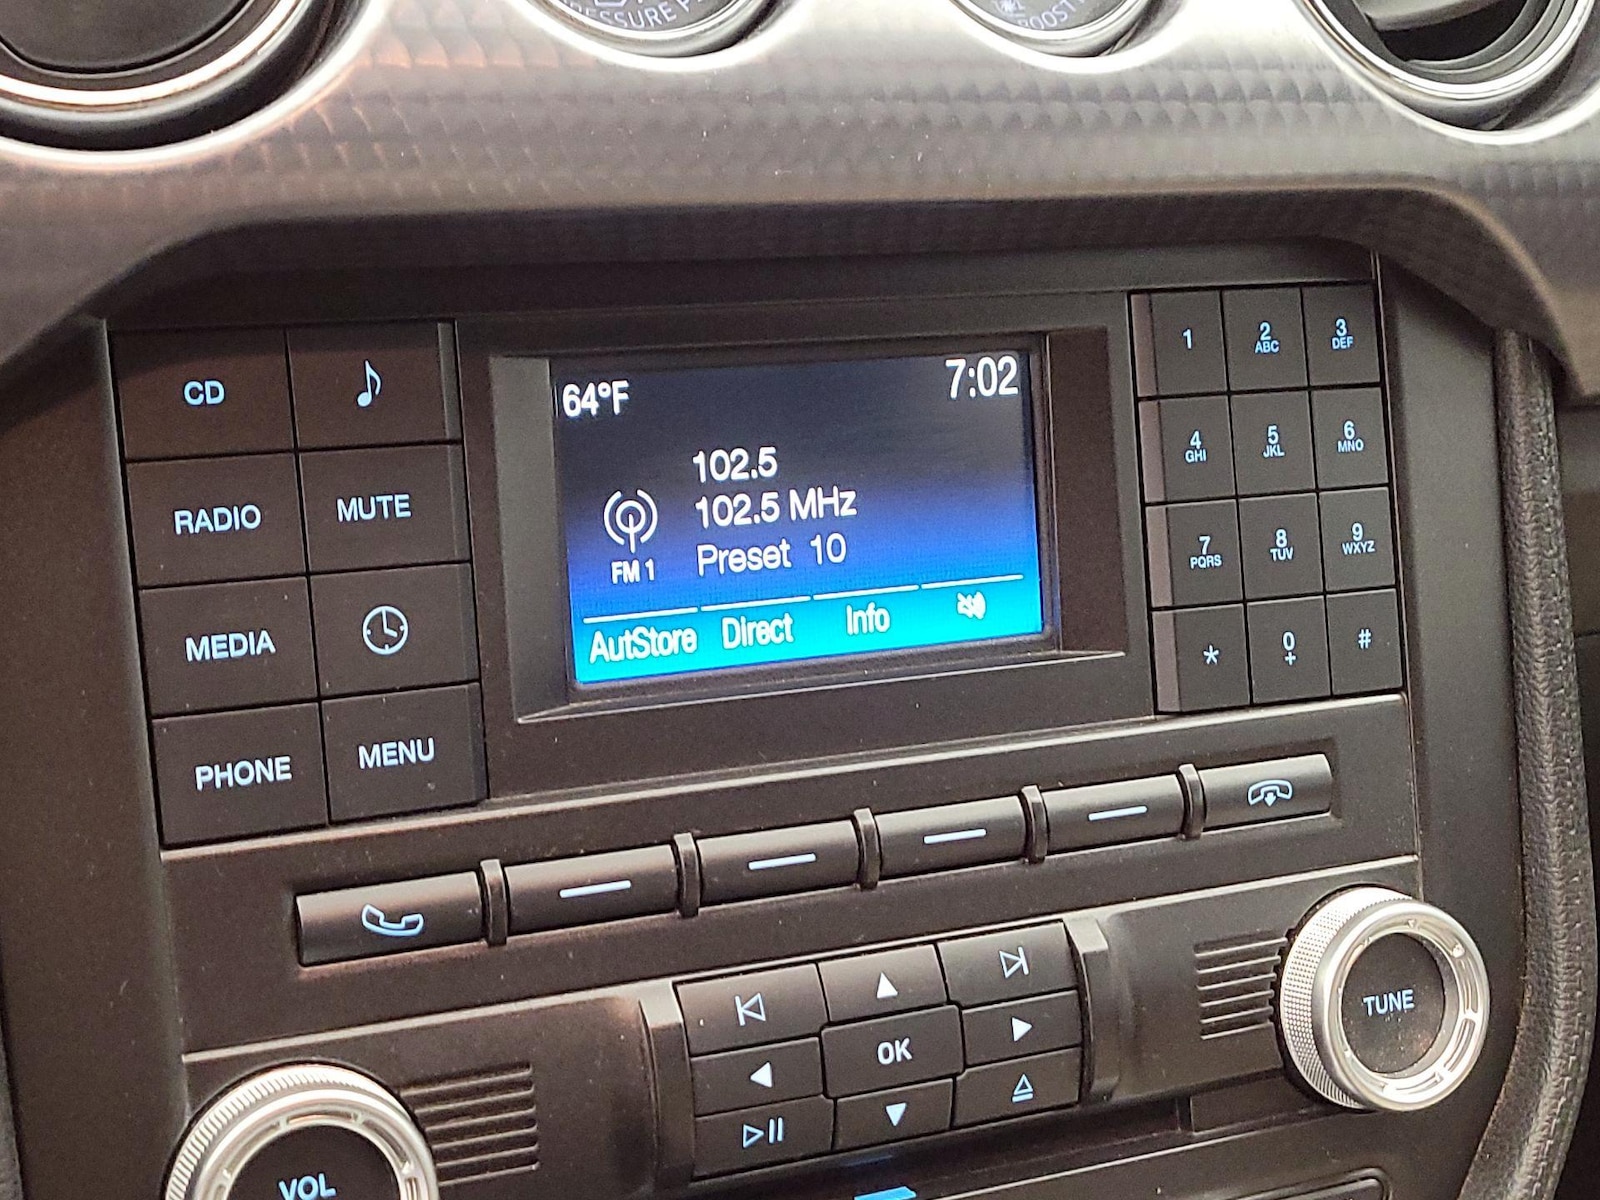 PRESSURE
BOOST
CD
RADIO
MUTE
MEDIA
PHONE
MENU
64°F
7:02
102.5
102.5 MHz
Preset 10
FM 1
AutStore Direct Info
1
2 ABC
3 DEF
4 GHI
5 JKL
6 MNO
7 PQRS
8 TUV
9 WXYZ
*
0 +
#
OK
TUNE
VOL